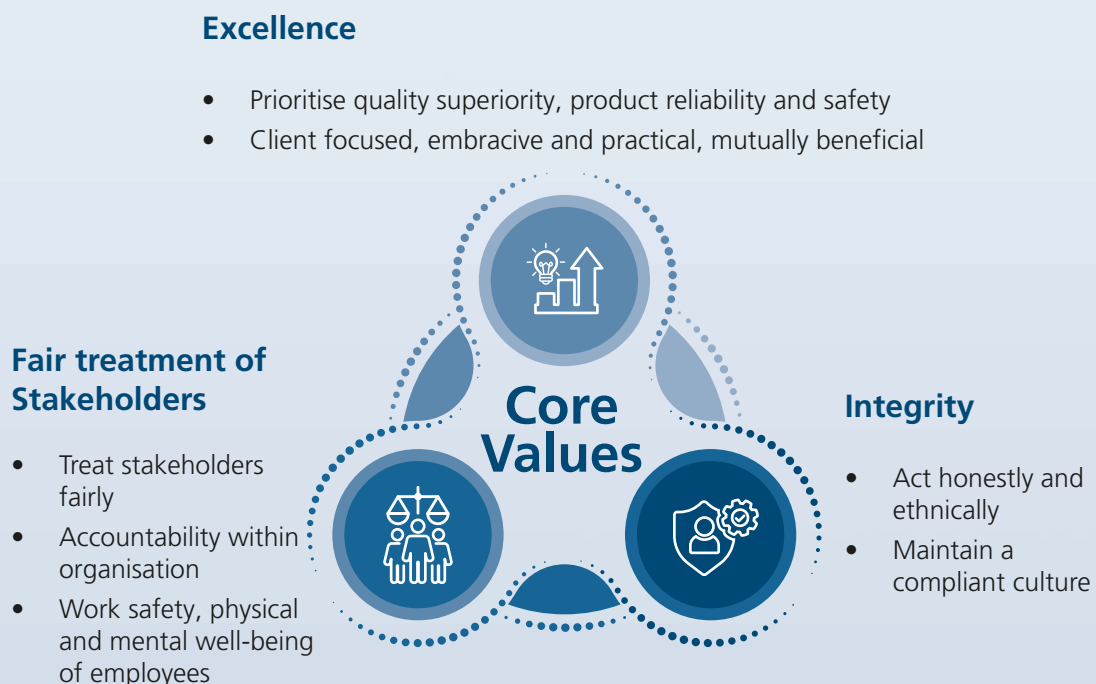 Excellence
• Prioritise quality superiority, product reliability and safety
• Client focused, embracive and practical, mutually beneficial
Core
Values
Fair treatment of
Stakeholders
• Treat stakeholders
fairly
• Accountability within
organisation
• Work safety, physical
and mental well-being
of employees
Integrity
• Act honestly and
ethnically
• Maintain a
compliant culture